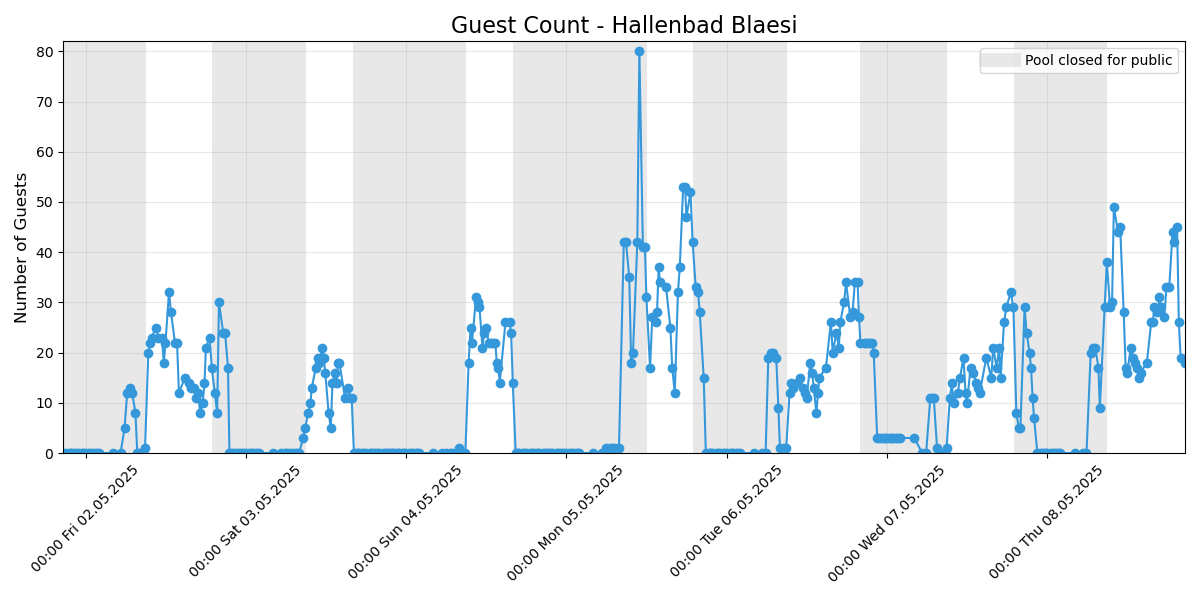 Guest Count - Hallenbad Blaesi
Pool closed for public
Number of Guests
80
70
60
50
40
30
20
10
0
00:00 Fri 02.05.2025
00:00 Sat 03.05.2025
00:00 Sun 04.05.2025
00:00 Mon 05.05.2025
00:00 Tue 06.05.2025
00:00 Wed 07.05.2025
00:00 Thu 08.05.2025